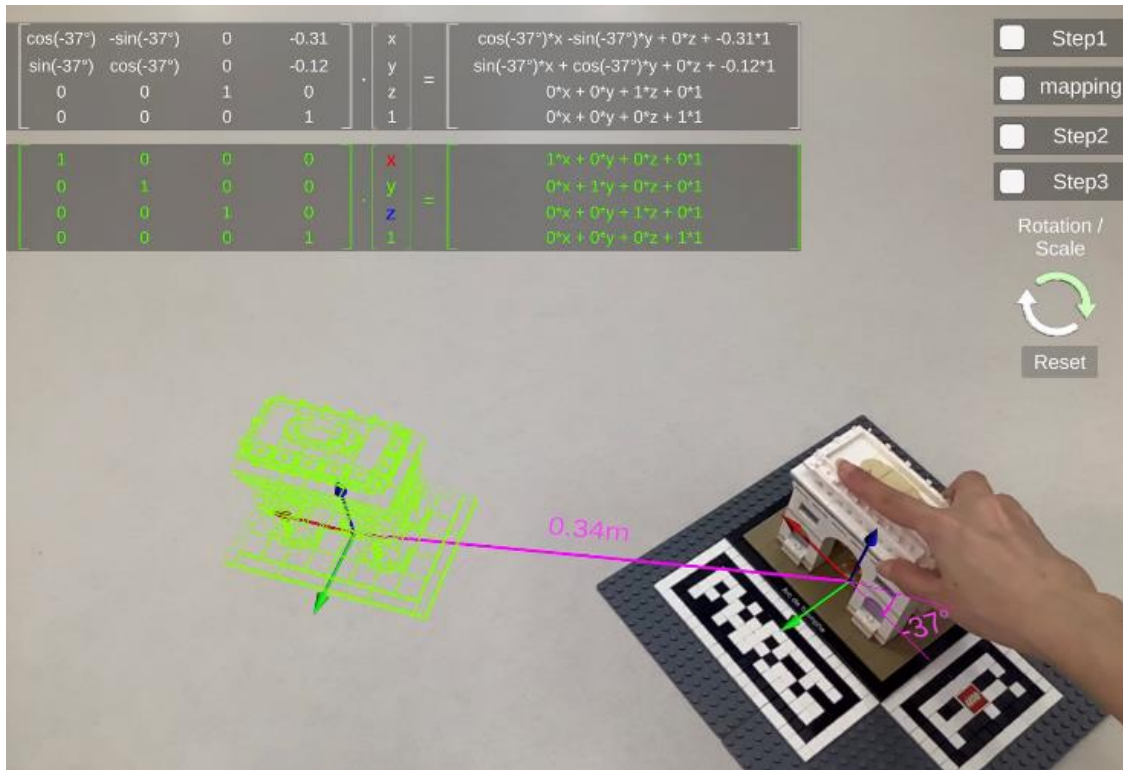 cos(-37°) -sin(-37°) 0 -0.31 x cos(-37°)*x -sin(-37°)*y + 0*z + -0.31*1
sin(-37°) cos(-37°) 0 -0.12 · y = sin(-37°)*x + cos(-37°)*y + 0*z + -0.12*1
0 0 1 0 z 0*x + 0*y + 1*z + 0*1
0 0 0 1 1 0*x + 0*y + 0*z + 1*1
1 0 0 0 x 1*x + 0*y + 0*z + 0*1
0 1 0 0 · y = 0*x + 1*y + 0*z + 0*1
0 0 1 0 z 0*x + 0*y + 1*z + 0*1
0 0 0 1 1 0*x + 0*y + 0*z + 1*1
Step1
mapping
Step2
Step3
Rotation /
Scale
Reset
0.34m
-37°
Arc de Triomphe